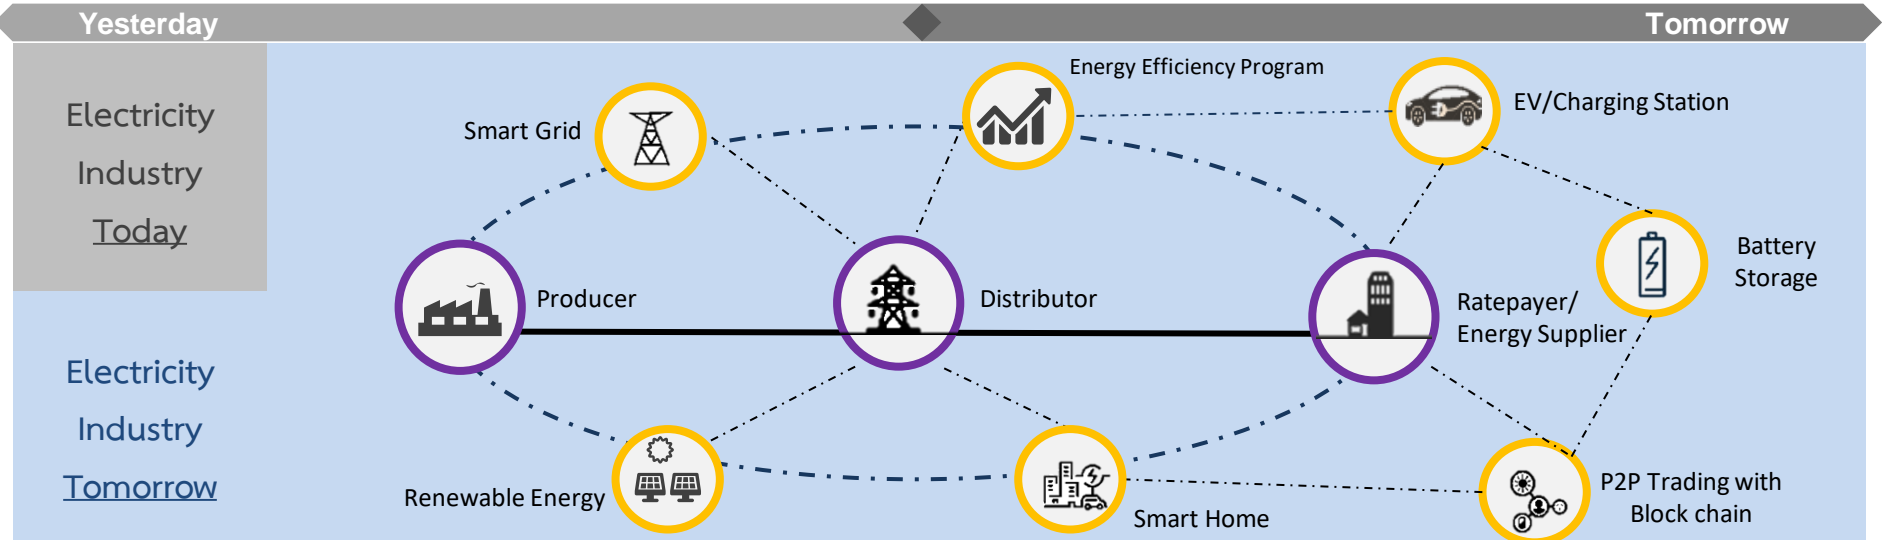 Yesterday
Tomorrow
Electricity
Industry
Today
Electricity
Industry
Tomorrow
Smart Grid
Energy Efficiency Program
EV/Charging Station
Battery
Storage
Producer
Distributor
Ratepayer/
Energy Supplier
Renewable Energy
Smart Home
P2P Trading with
Block chain